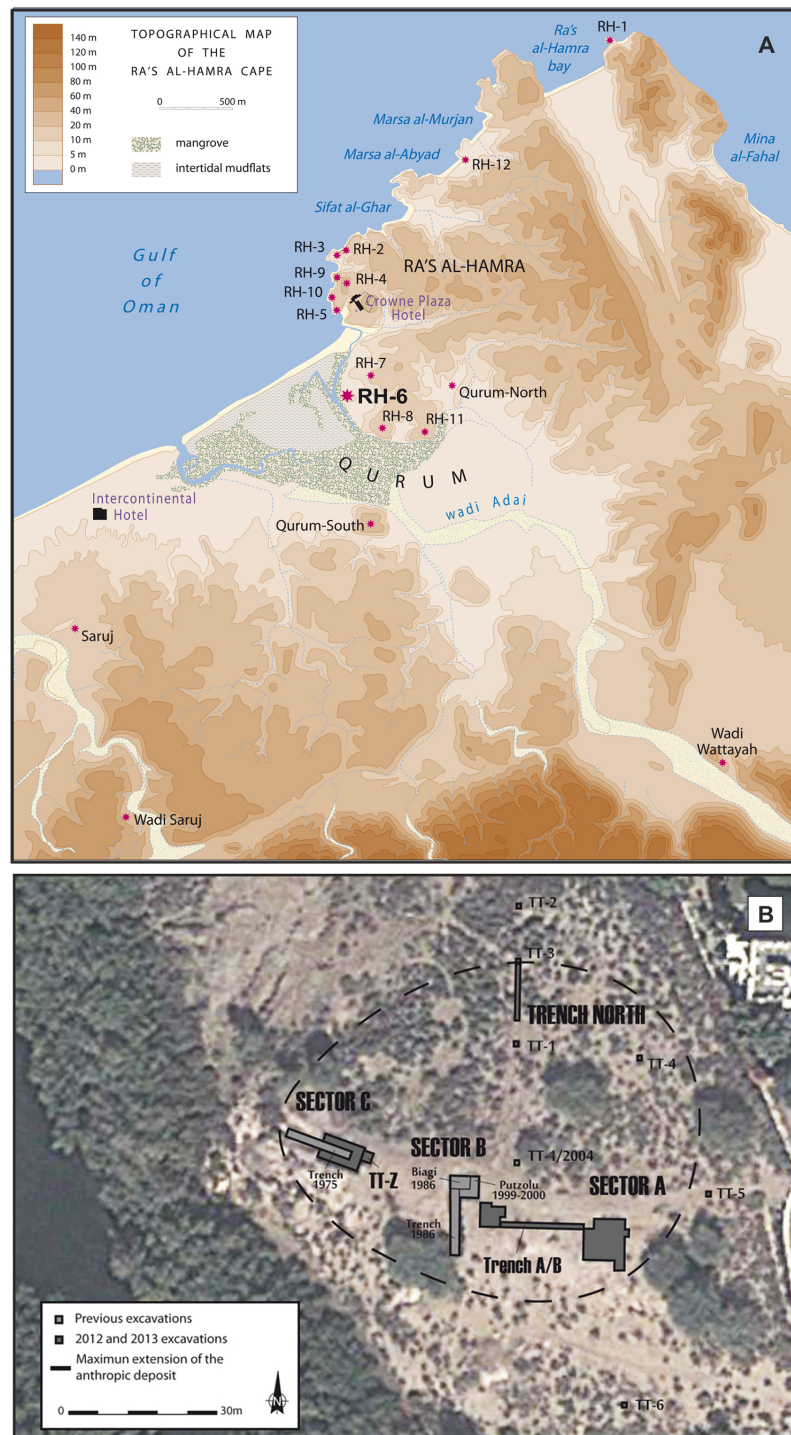 140 m
120 m
100 m
80 m
60 m
40 m
20 m
10 m
5 m
0 m
TOPOGRAPHICAL MAP
OF THE
RA'S AL-HAMRA CAPE
0 500 m
mangrove
intertidal mudflats
A
RH-1
Ra's
al-Hamra
bay
Marsa al-Murjan
Marsa al-Abyad
RH-12
Mina
al-Fahal
Sifat al-Ghar
Gulf
of
Oman
RH-3
RH-2
RA'S AL-HAMRA
RH-9
RH-4
RH-10
Crowne Plaza
Hotel
RH-5
RH-7
RH-6
Qurum-North
RH-8
RH-11
QURUM
Intercontinental
Hotel
wadi Adai
Qurum-South
Saruj
Wadi
Wattayah
Wadi Saruj
B
TT-2
TT-3
TRENCH NORTH
TT-1
TT-4
SECTOR C
SECTOR B
TT-4/2004
Trench
1975
TT-Z
Biagi
1986
Putzolu
1999-2000
SECTOR A
TT-5
Trench
1986
Trench A/B
Previous excavations
2012 and 2013 excavations
Maximun extension of the
anthropic deposit
0 30m
N
TT-6